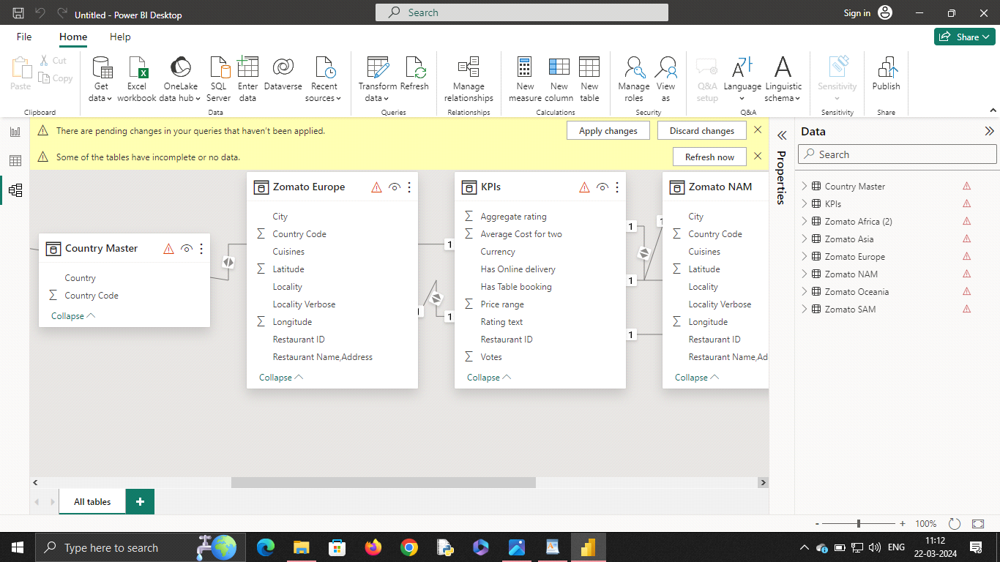 Untitled - Power BI Desktop
Search
Sign in
File
Home
Help
Share
Paste
Cut
Copy
Get data
Excel workbook
OneLake data hub
SQL Server
Enter data
Dataverse
Recent sources
Transform data
Refresh
Manage relationships
New measure
New column
New table
Manage roles
View as
Q&A setup
Language
Linguistic schema
Sensitivity
Publish
Clipboard
Data
Queries
Relationships
Calculations
Security
Q&A
Sensitivity
Share
There are pending changes in your queries that haven't been applied.
Apply changes
Discard changes
Some of the tables have incomplete or no data.
Refresh now
Country Master
Country
Σ Country Code
Collapse
Zomato Europe
City
Σ Country Code
Cuisines
Σ Latitude
Locality
Locality Verbose
Σ Longitude
Restaurant ID
Restaurant Name,Address
Collapse
1
1
1
KPIs
Σ Aggregate rating
Σ Average Cost for two
Currency
Has Online delivery
Has Table booking
Σ Price range
Rating text
Restaurant ID
Σ Votes
Collapse
1
1
1
1
Zomato NAM
City
Σ Country Code
Cuisines
Σ Latitude
Locality
Locality Verbose
Σ Longitude
Restaurant ID
Restaurant Name,Ad
Collapse
Properties
Data
Search
Country Master
KPIs
Zomato Africa (2)
Zomato Asia
Zomato Europe
Zomato NAM
Zomato Oceania
Zomato SAM
All tables
+
- + 100%
Type here to search
ENG
11:12
22-03-2024